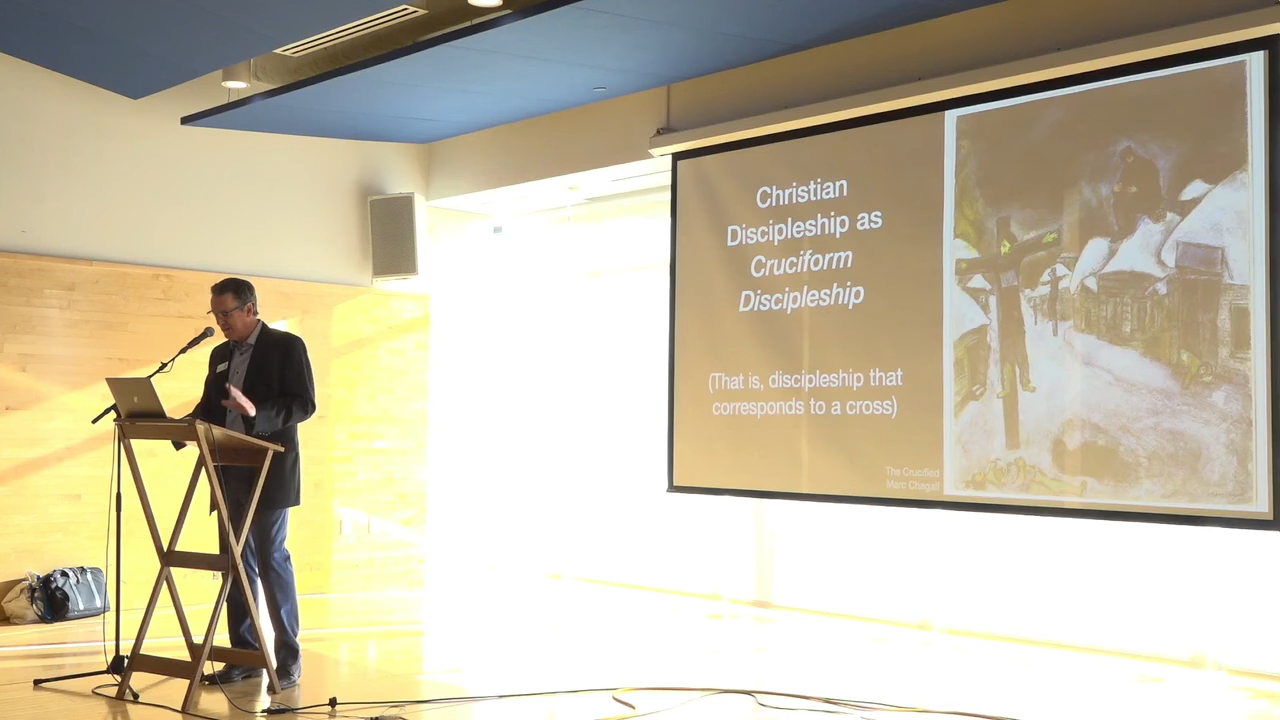 Christian
Discipleship as
Cruciform
Discipleship
(That is, discipleship that
corresponds to a cross)
The Crucified
Marc Chagall